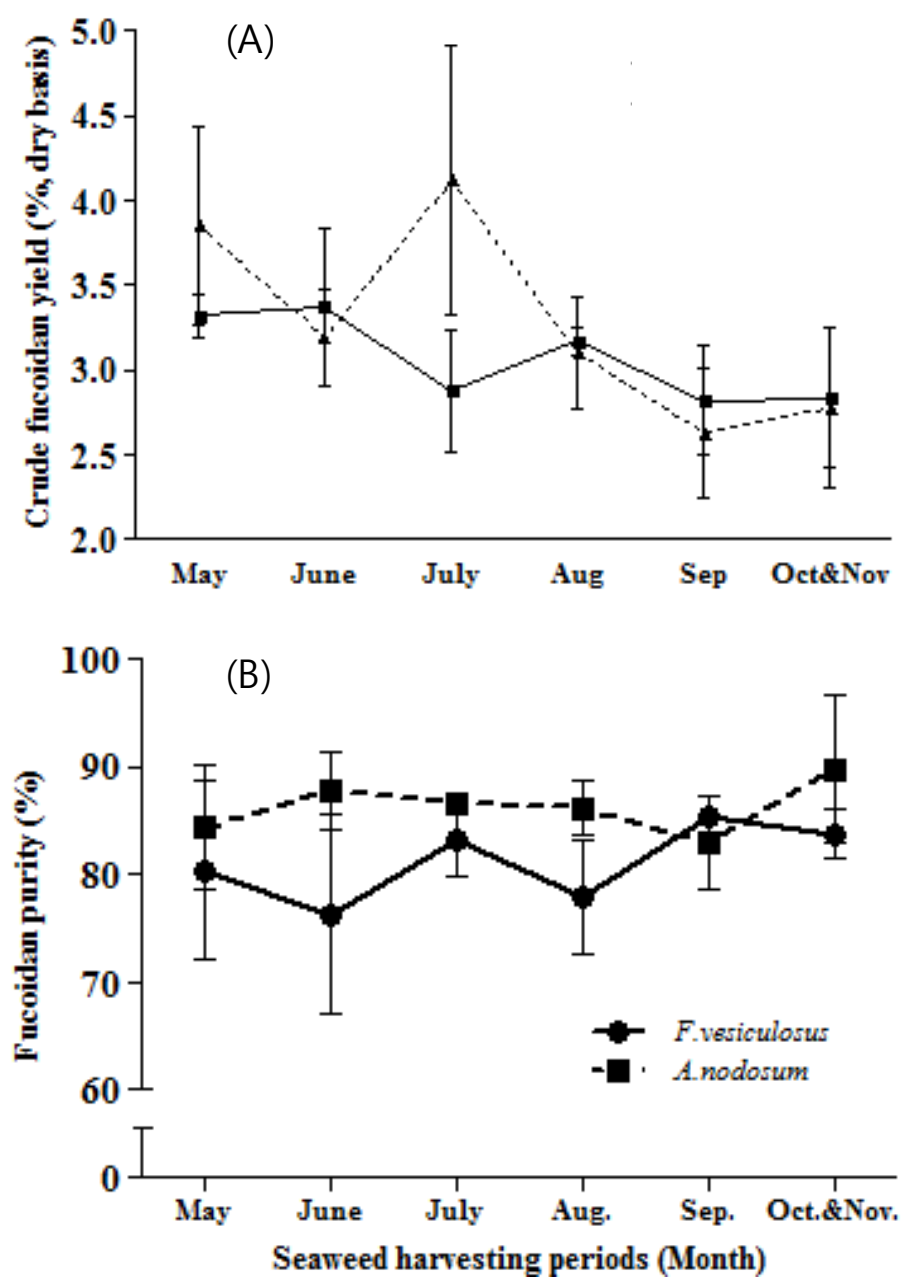 (A)
Crude fucoidan yield (%, dry basis)
5.0
4.5
4.0
3.5
3.0
2.5
2.0
May June July Aug Sep Oct&Nov
(B)
Fucoidan purity (%)
100
90
80
70
60
0
F.vesiculosus
A.nodosum
May June July Aug. Sep. Oct.&Nov.
Seaweed harvesting periods (Month)